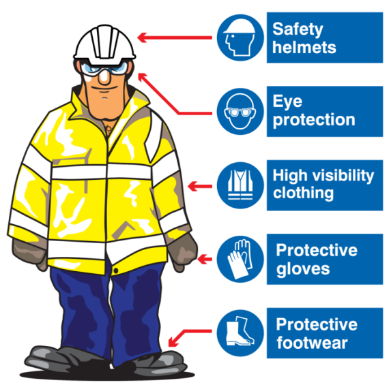 Safety
helmets
Eye
protection
High visibility
clothing
Protective
gloves
Protective
footwear